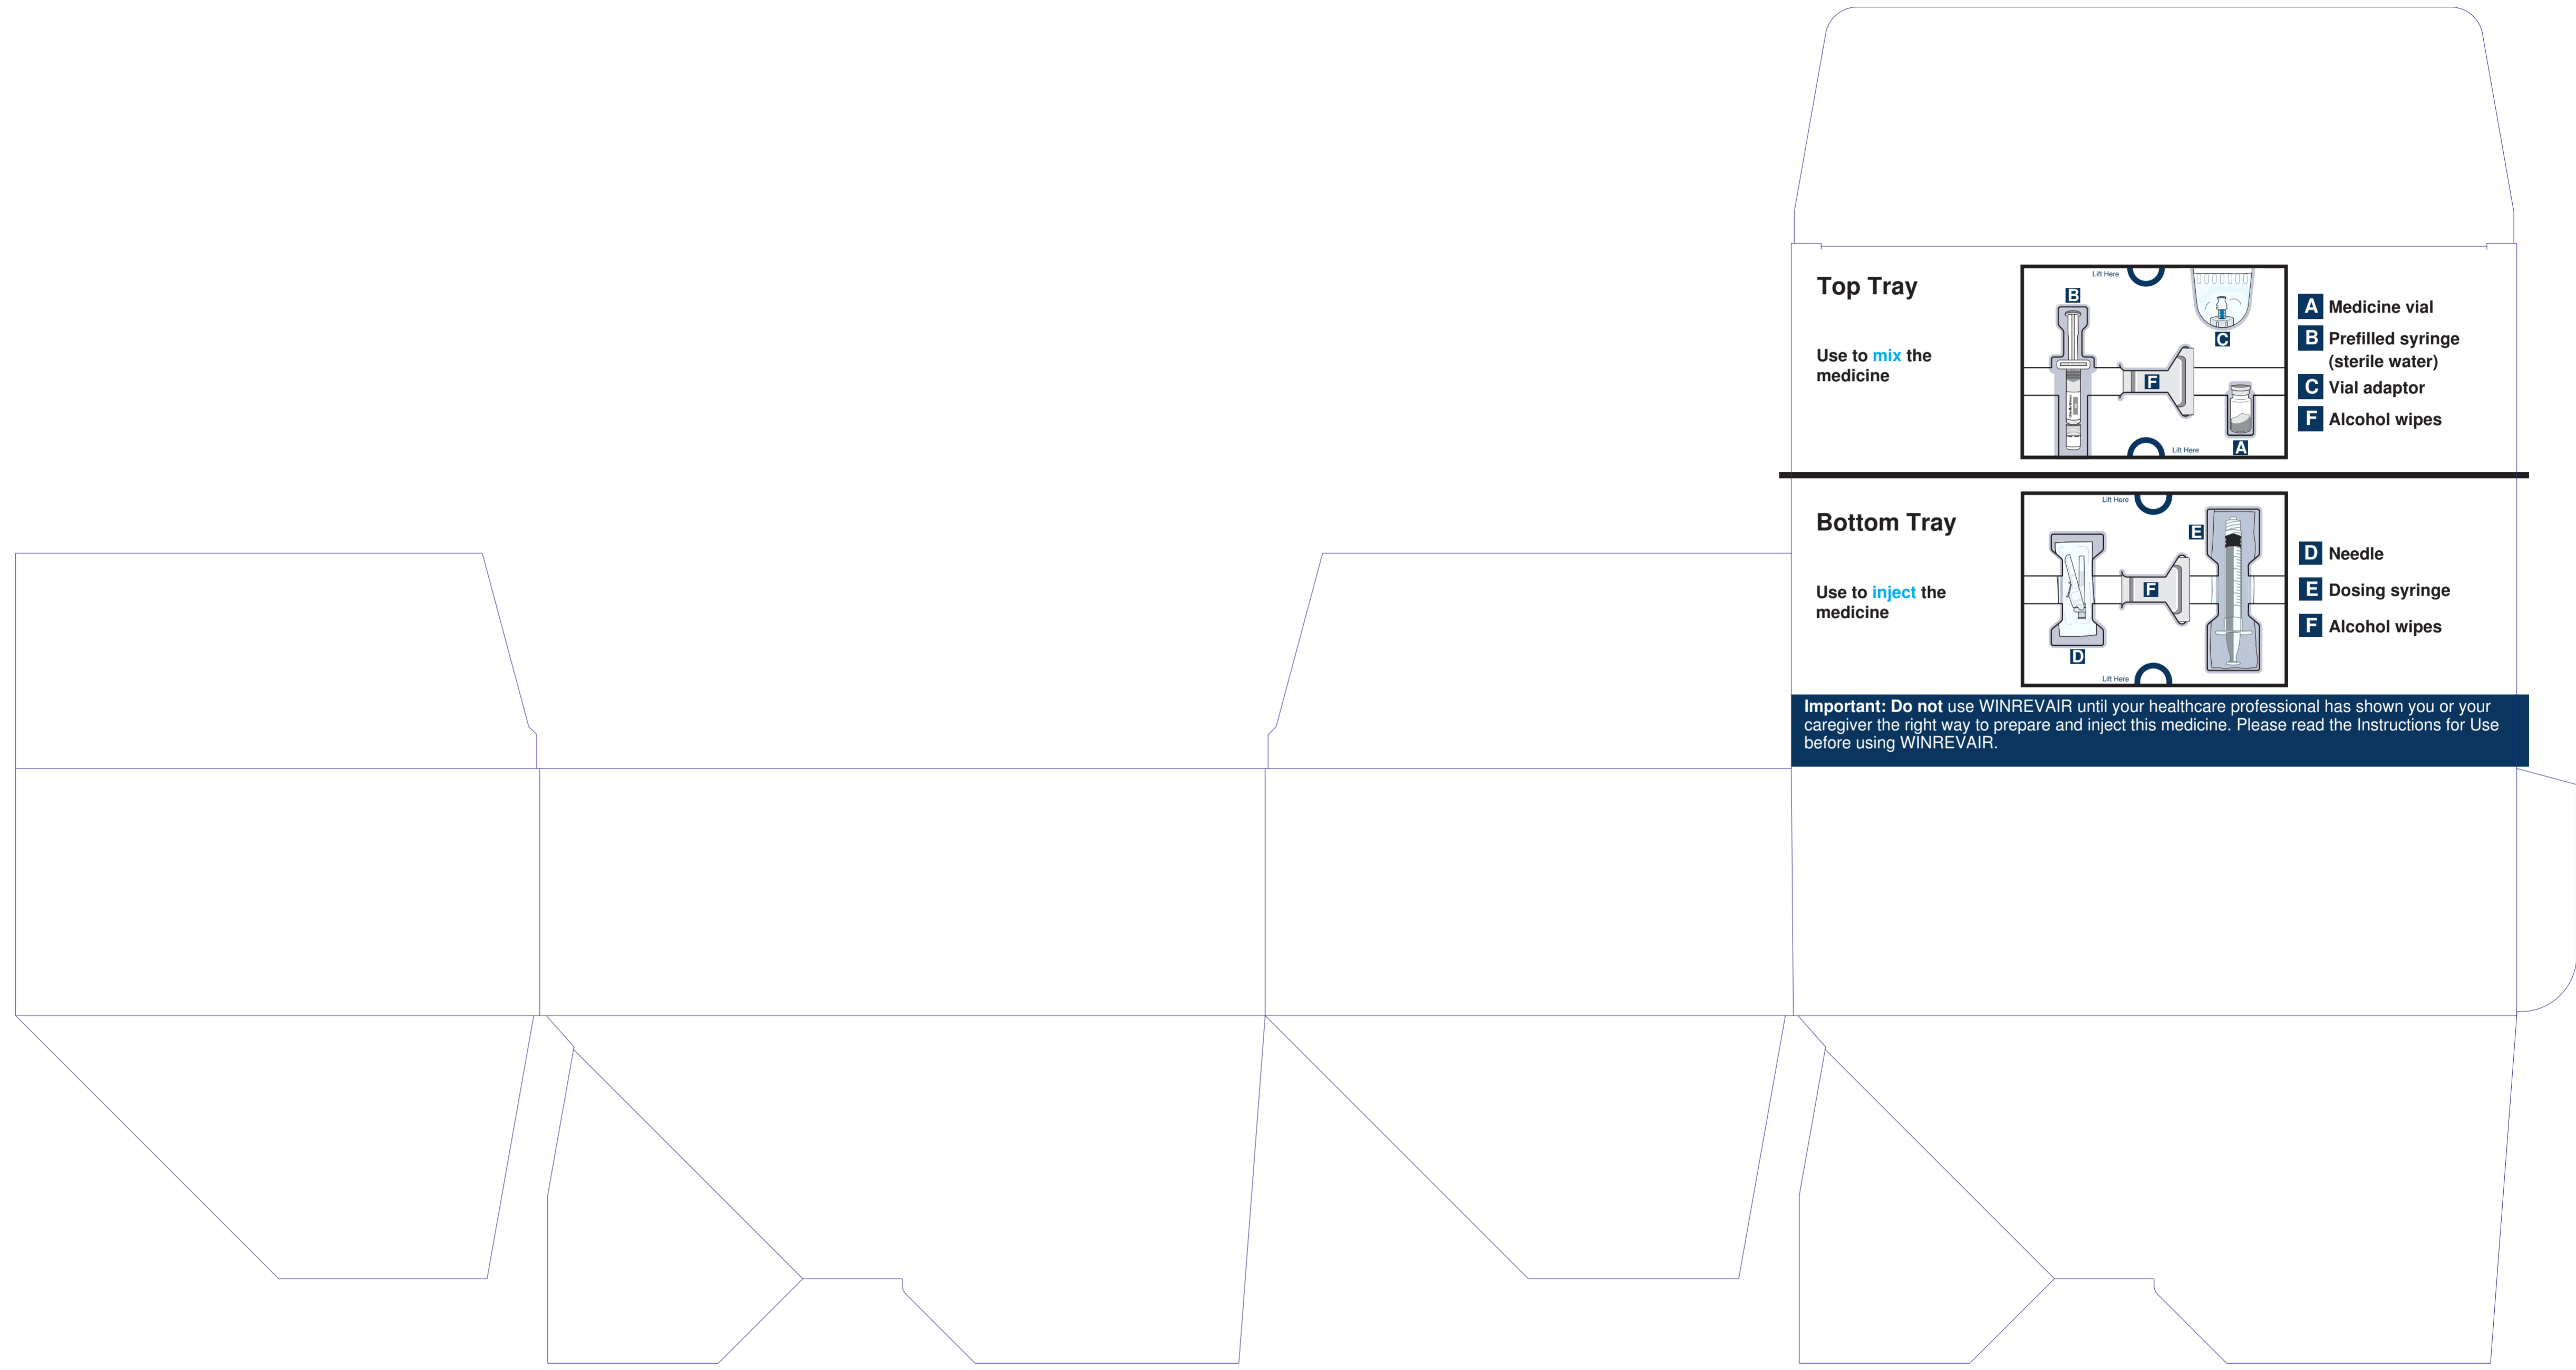 Top Tray
Use to mix the
medicine
Lift Here
B
C
F
Lift Here
A
A Medicine vial
B Prefilled syringe
(sterile water)
C Vial adaptor
F Alcohol wipes
Bottom Tray
Use to inject the
medicine
Lift Here
E
F
D
Lift Here
D Needle
E Dosing syringe
F Alcohol wipes
Important: Do not use WINREVAIR until your healthcare professional has shown you or your
caregiver the right way to prepare and inject this medicine. Please read the Instructions for Use
before using WINREVAIR.